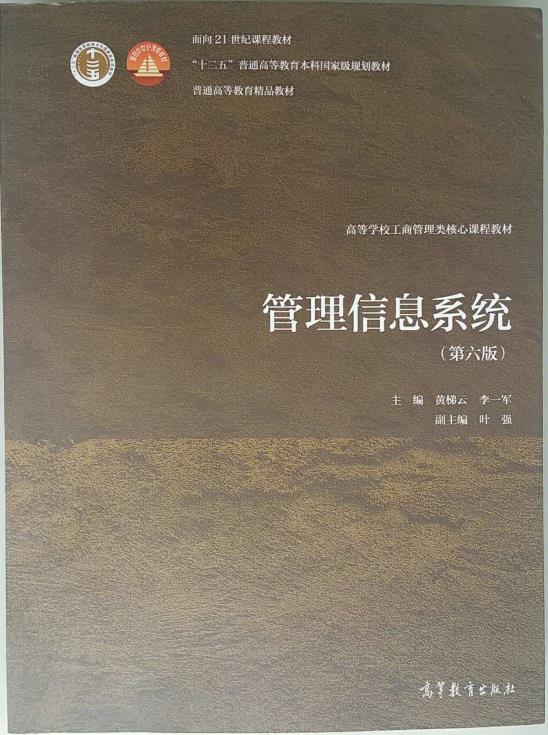 面向21世纪课程教材
“十二五”普通高等教育本科国家级规划教材
普通高等教育精品教材
高等学校工商管理类核心课程教材
管理信息系统
（第六版）
主 编 黄梯云 李一军
副主编 叶 强
高等教育出版社